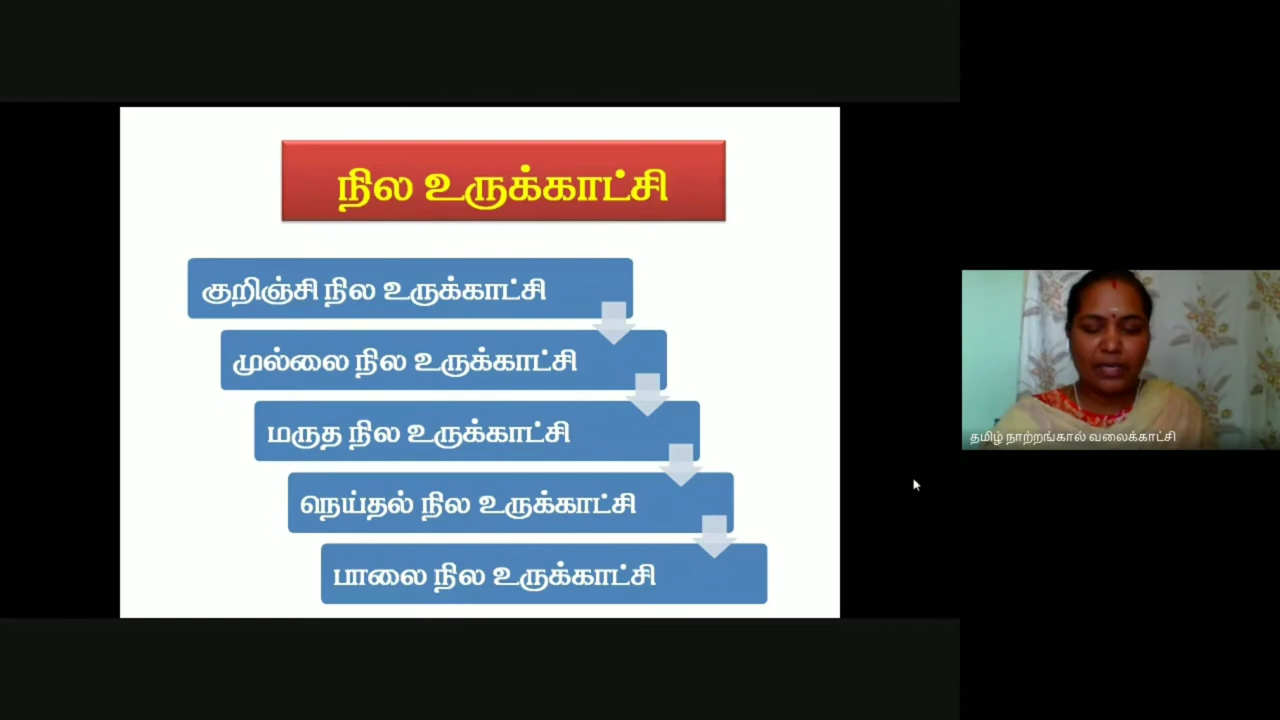 நில உருக்காட்சி
குறிஞ்சி நில உருக்காட்சி
முல்லை நில உருக்காட்சி
மருத நில உருக்காட்சி
நெய்தல் நில உருக்காட்சி
பாலை நில உருக்காட்சி
தமிழ் நாற்றங்கால் வலைக்காட்சி